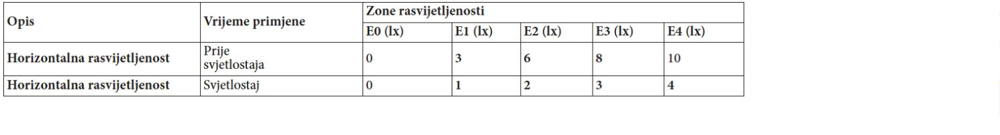 Opis
Vrijeme primjene
Zone rasvijetljenosti
E0 (lx) E1 (lx) E2 (lx) E3 (lx) E4 (lx)
Horizontalna rasvijetljenost
Prije
svjetlostaja
0 3 6 8 10
Horizontalna rasvijetljenost Svjetlostaj 0 1 2 3 4